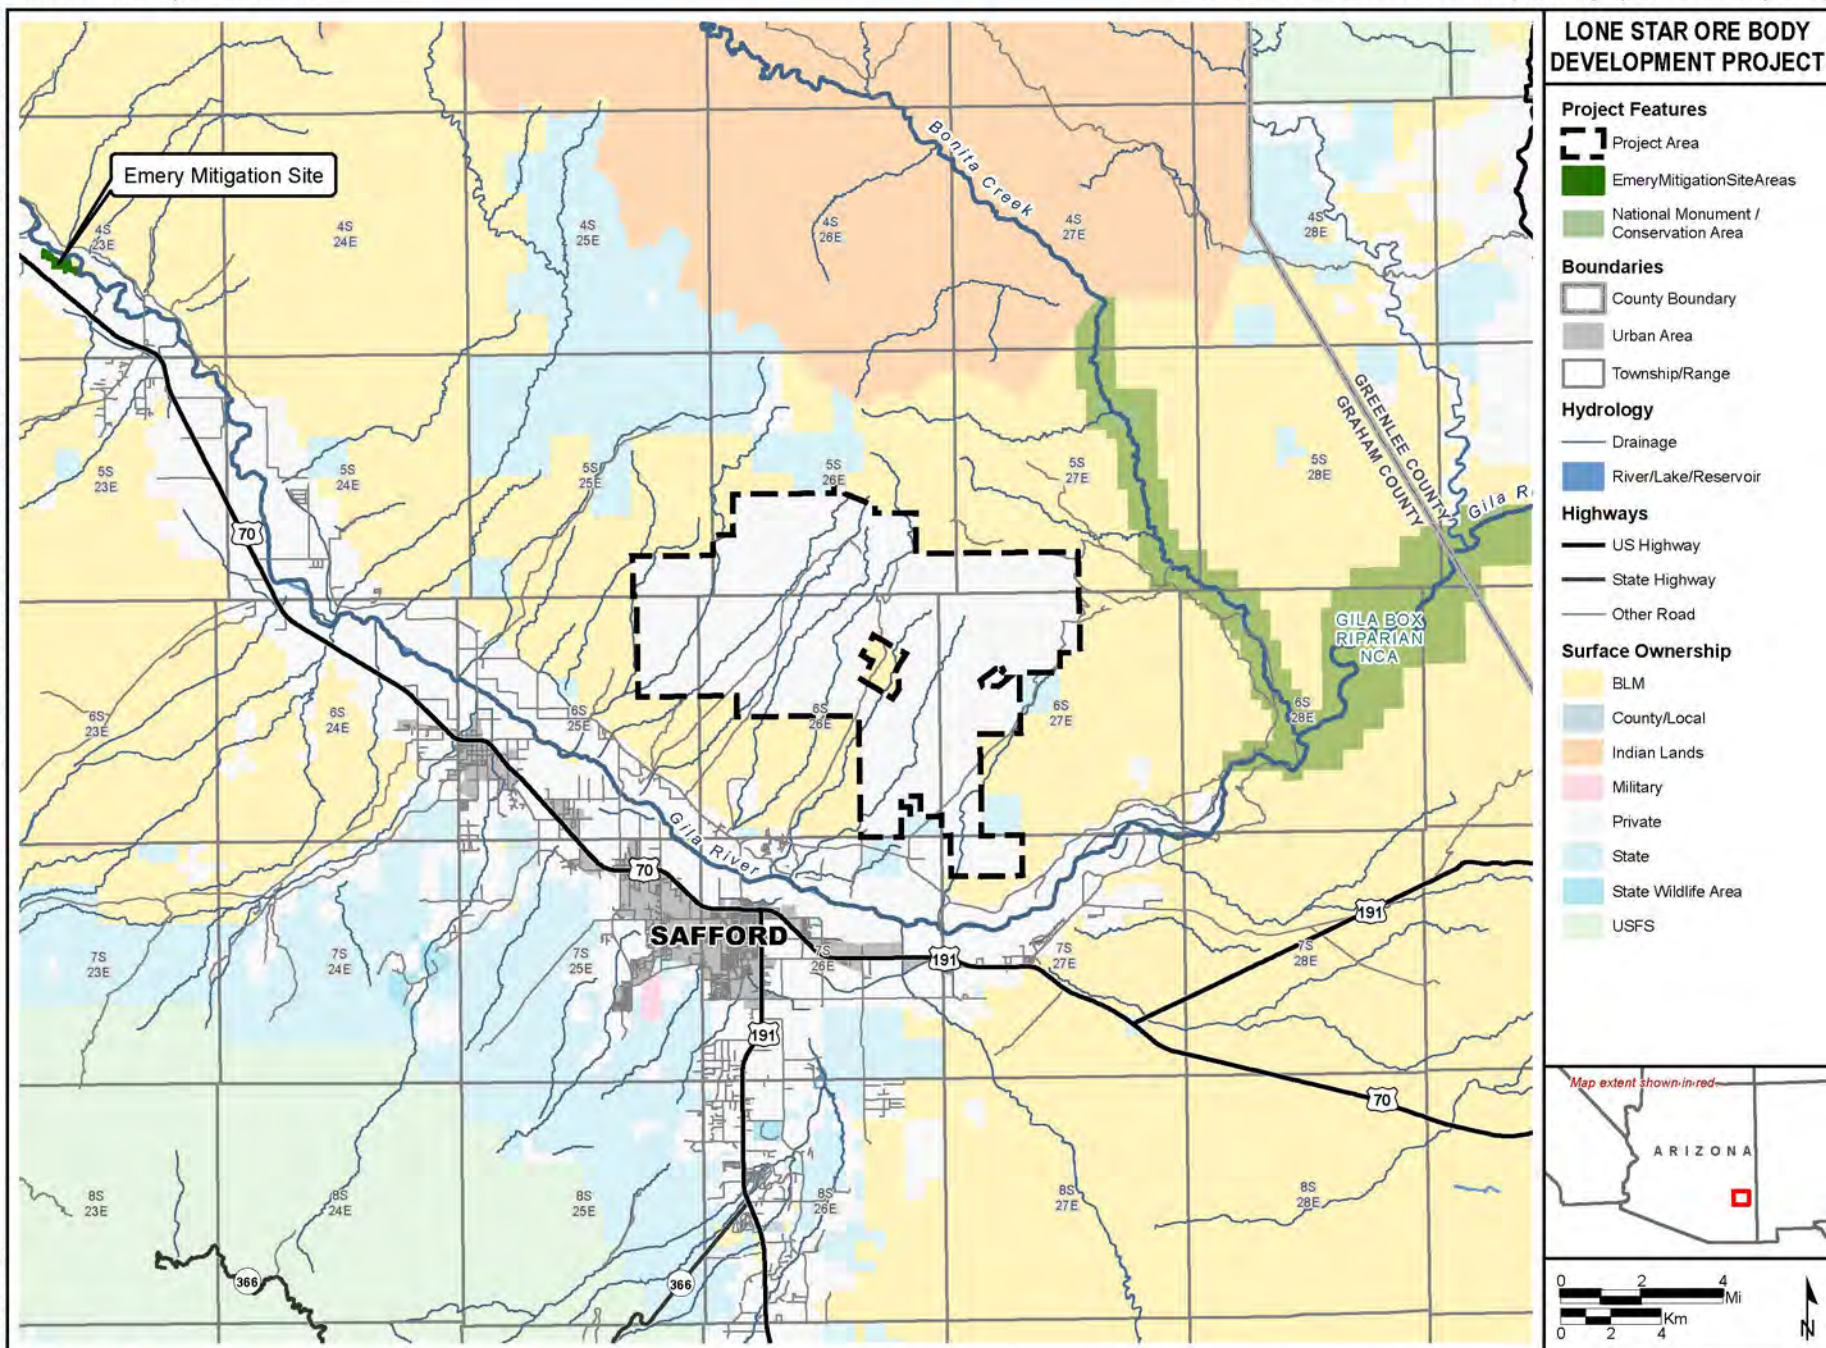 LONE STAR ORE BODY
DEVELOPMENT PROJECT
Project Features
Project Area
EmeryMitigationSiteAreas
National Monument /
Conservation Area
Boundaries
County Boundary
Urban Area
Township/Range
Hydrology
Drainage
River/Lake/Reservoir
Highways
US Highway
State Highway
Other Road
Surface Ownership
BLM
County/Local
Indian Lands
Military
Private
State
State Wildlife Area
USFS
Map extent shown in red
ARIZONA
0 2 4
Mi
Km
0 2 4
N
Emery Mitigation Site
Bonita Creek
4S
23E
4S
24E
4S
25E
4S
26E
4S
27E
4S
28E
GREENLEE COUNTY
GRAHAM COUNTY
5S
23E
5S
24E
5S
25E
5S
26E
5S
27E
5S
28E
Gila R
70
GILA BOX
RIPARIAN
NCA
6S
23E
6S
24E
6S
25E
6S
26E
6S
27E
6S
28E
Gila River
70
191
SAFFORD
7S
23E
7S
24E
7S
25E
7S
26E
191
7S
27E
7S
28E
191
70
8S
23E
8S
24E
8S
25E
8S
26E
8S
27E
8S
28E
366
366